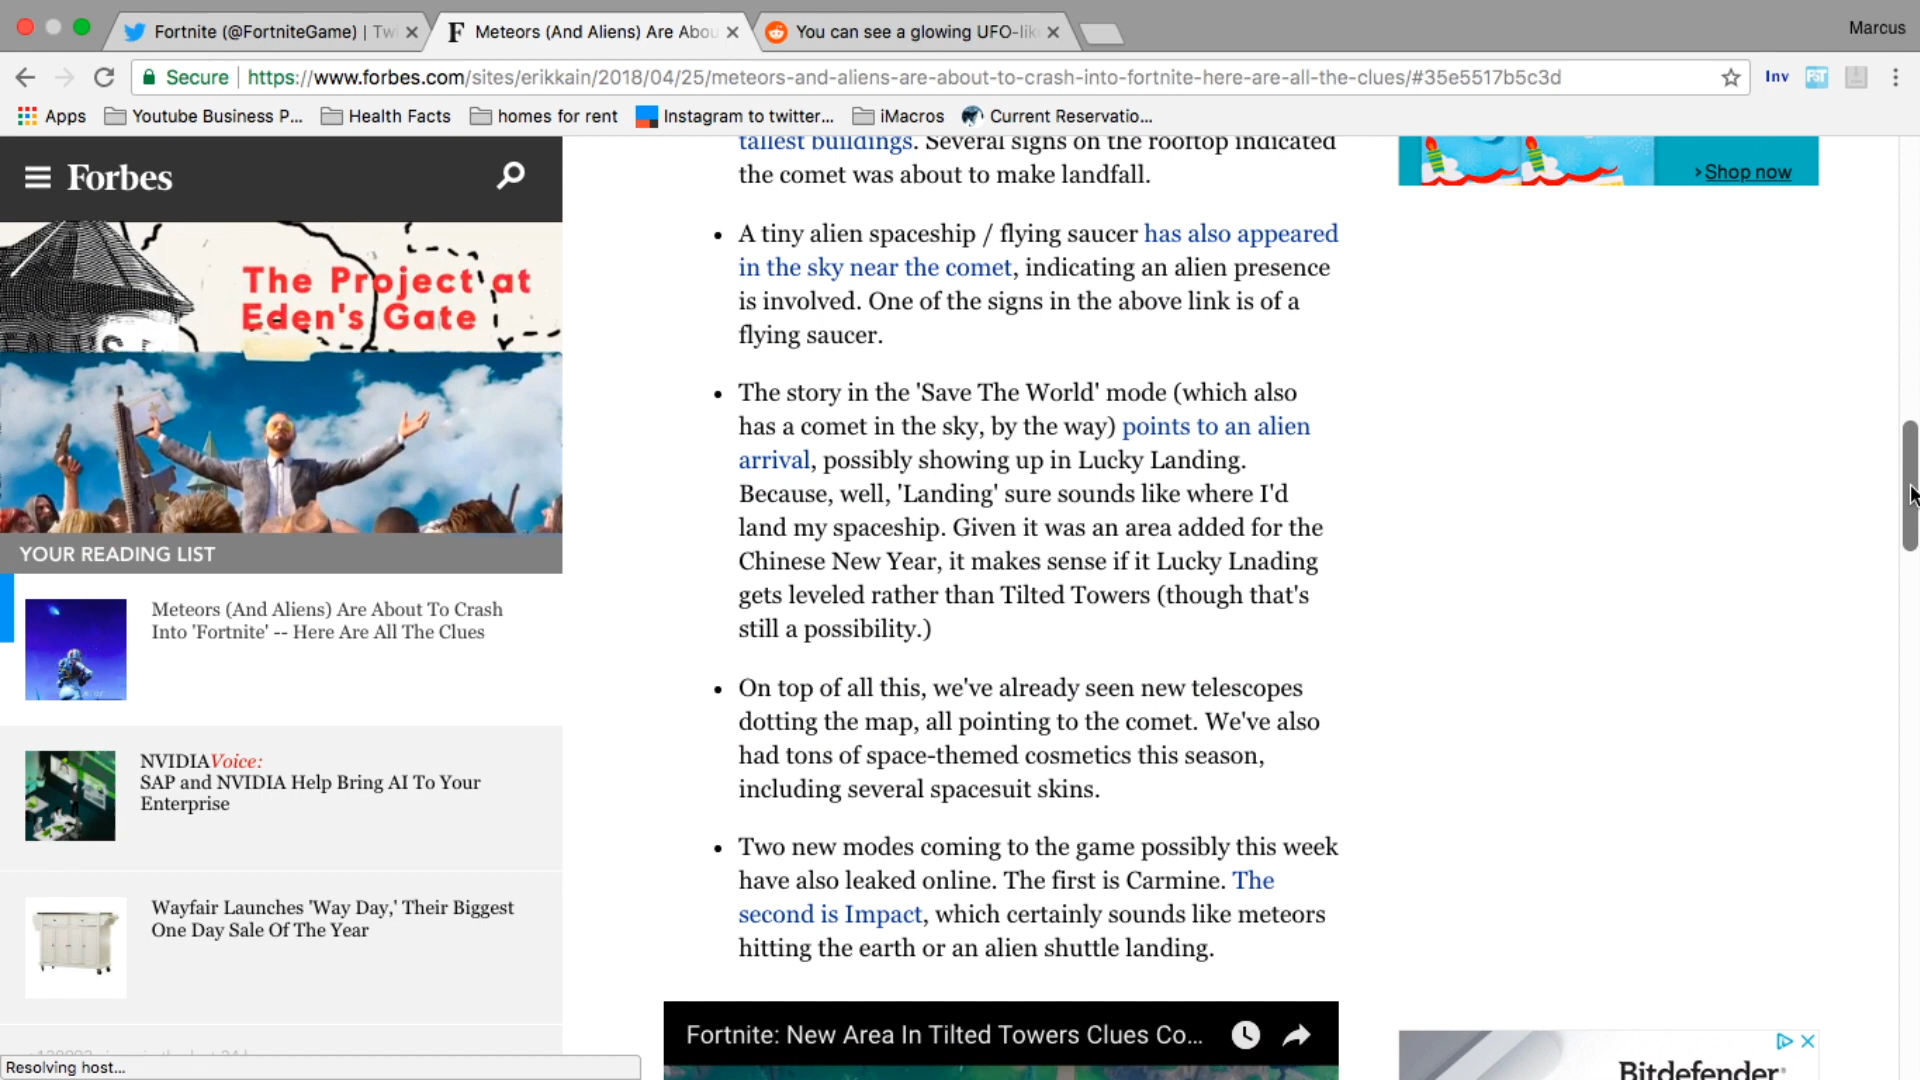 Fortnite (@FortniteGame) | Twi
Meteors (And Aliens) Are Abou
You can see a glowing UFO-lik
Marcus
Secure
https://www.forbes.com/sites/erikkain/2018/04/25/meteors-and-aliens-are-about-to-crash-into-fortnite-here-are-all-the-clues/#35e5517b5c3d
Inv
Apps
Youtube Business P...
Health Facts
homes for rent
Instagram to twitter...
iMacros
Current Reservatio...
Forbes
The Project at
Eden's Gate
YOUR READING LIST
Meteors (And Aliens) Are About To Crash
Into 'Fortnite' -- Here Are All The Clues
NVIDIAVoice:
SAP and NVIDIA Help Bring AI To Your
Enterprise
Wayfair Launches 'Way Day,' Their Biggest
One Day Sale Of The Year
Resolving host...
tallest buildings. Several signs on the rooftop indicated
the comet was about to make landfall.
• A tiny alien spaceship / flying saucer has also appeared
in the sky near the comet, indicating an alien presence
is involved. One of the signs in the above link is of a
flying saucer.
• The story in the 'Save The World' mode (which also
has a comet in the sky, by the way) points to an alien
arrival, possibly showing up in Lucky Landing.
Because, well, 'Landing' sure sounds like where I'd
land my spaceship. Given it was an area added for the
Chinese New Year, it makes sense if it Lucky Lnading
gets leveled rather than Tilted Towers (though that's
still a possibility.)
• On top of all this, we've already seen new telescopes
dotting the map, all pointing to the comet. We've also
had tons of space-themed cosmetics this season,
including several spacesuit skins.
• Two new modes coming to the game possibly this week
have also leaked online. The first is Carmine. The
second is Impact, which certainly sounds like meteors
hitting the earth or an alien shuttle landing.
Fortnite: New Area In Tilted Towers Clues Co...
› Shop now
Bitdefender